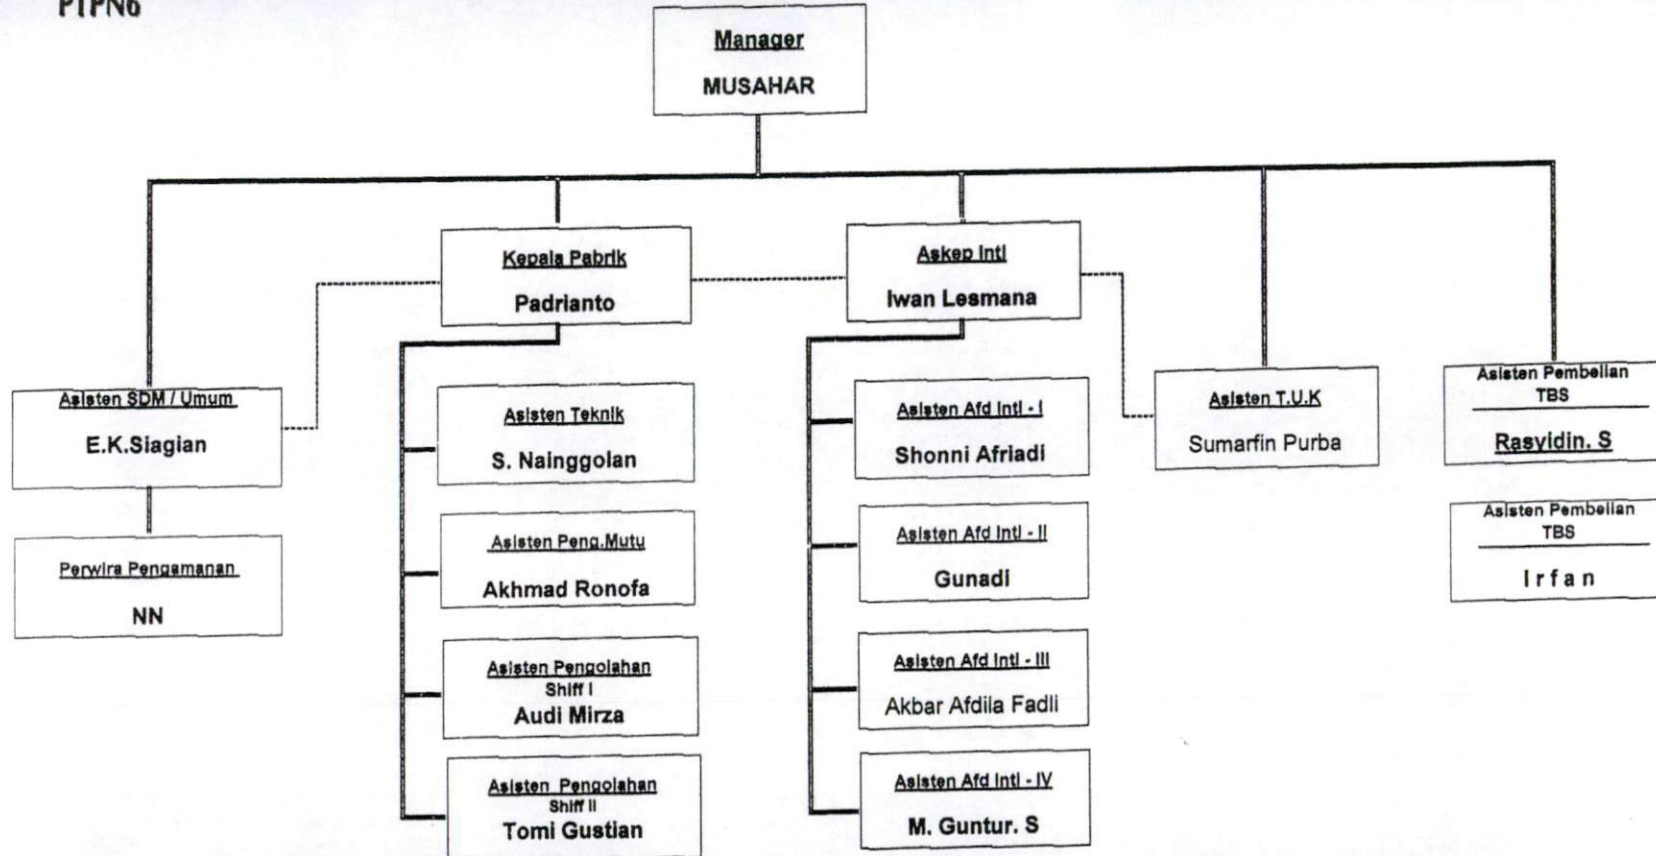 PTPN6
Manager
MUSAHAR
Kepala Pabrik
Padrianto
Askep Inti
Iwan Lesmana
Asisten SDM / Umum
E.K.Siagian
Perwira Pengamanan
NN
Asisten Teknik
S. Nainggolan
Asisten Peng.Mutu
Akhmad Ronofa
Asisten Pengolahan
Shiff I
Audi Mirza
Asisten Pengolahan
Shiff II
Tomi Gustian
Asisten Afd Inti - I
Shonni Afriadi
Asisten Afd Inti - II
Gunadi
Asisten Afd Inti - III
Akbar Afdila Fadli
Asisten Afd Inti - IV
M. Guntur. S
Asisten T.U.K
Sumarfin Purba
Asisten Pembelian
TBS
Rasyidin. S
Asisten Pembelian
TBS
Irfan